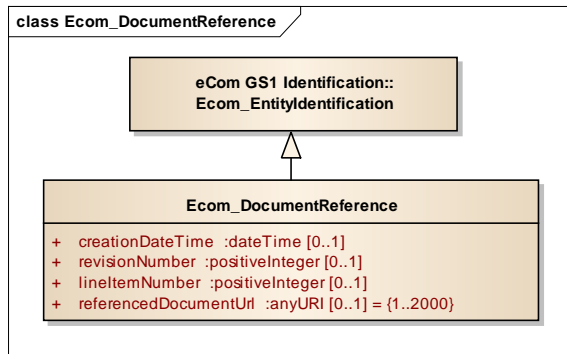 class Ecom_DocumentReference
eCom GS1 Identification::
Ecom_EntityIdentification
Ecom_DocumentReference
+ creationDateTime :dateTime [0..1]
+ revisionNumber :positiveInteger [0..1]
+ lineItemNumber :positiveInteger [0..1]
+ referencedDocumentUrl :anyURI [0..1] = {1..2000}